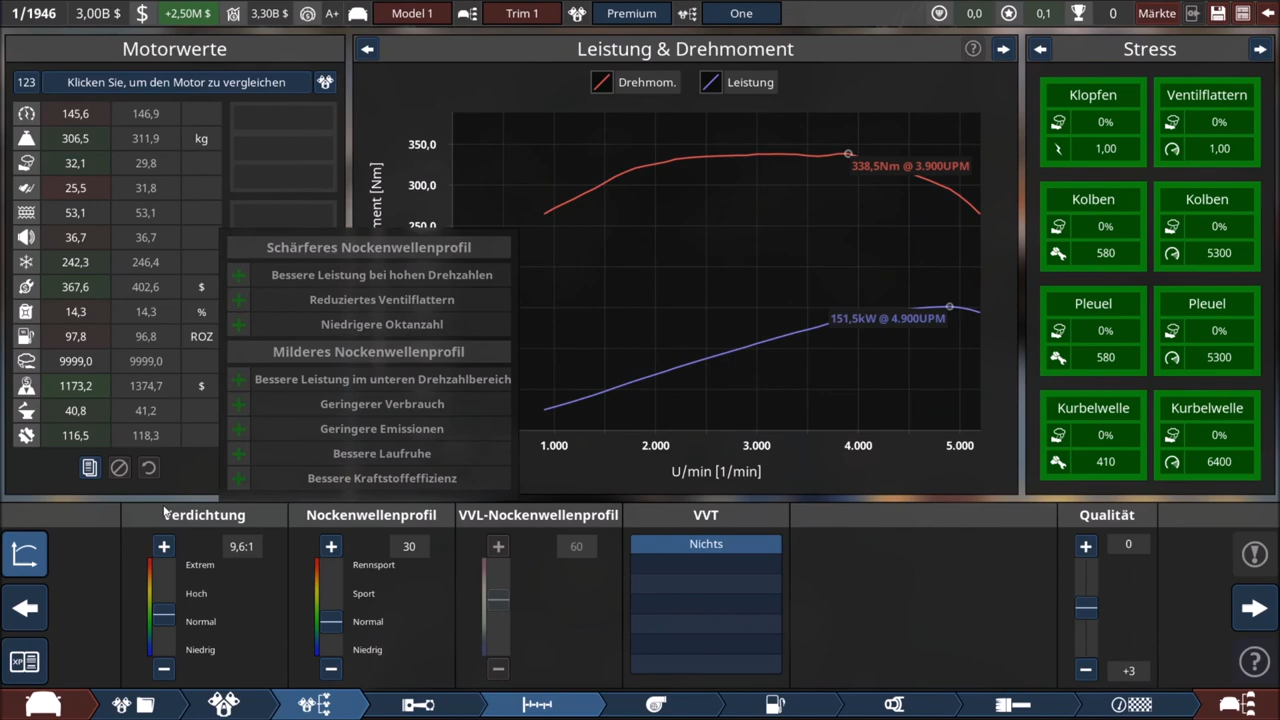 1/1946 3,00B $ +2,50M $ 3,30B $ A+ Model 1 Trim 1 Premium One 0,0 0,1 0 Märkte
Motorwerte
123 Klicken Sie, um den Motor zu vergleichen
145,6 146,9
306,5 311,9 kg
32,1 29,8
25,5 31,8
53,1 53,1
36,7 36,7
242,3 246,4
367,6 402,6 $
14,3 14,3 %
97,8 96,8 ROZ
9999,0 9999,0
1173,2 1374,7 $
40,8 41,2
116,5 118,3
Schärferes Nockenwellenprofil
Bessere Leistung bei hohen Drehzahlen
Reduziertes Ventilflattern
Niedrigere Oktanzahl
Milderes Nockenwellenprofil
Bessere Leistung im unteren Drehzahlbereich
Geringerer Verbrauch
Geringere Emissionen
Bessere Laufruhe
Bessere Kraftstoffeffizienz
Leistung & Drehmoment
?
Drehmom. Leistung
350,0
300,0
250,0
ment [Nm]
338,5Nm @ 3.900UPM
151,5kW @ 4.900UPM
1.000 2.000 3.000 4.000 5.000
U/min [1/min]
Stress
Klopfen Ventilflattern
0% 0%
1,00 1,00
Kolben Kolben
0% 0%
580 5300
Pleuel Pleuel
0% 0%
580 5300
Kurbelwelle Kurbelwelle
0% 0%
410 6400
Verdichtung Nockenwellenprofil VVL-Nockenwellenprofil VVT Qualität
9,6:1 30 60 Nichts 0
Extrem Rennsport
Hoch Sport
Normal Normal
Niedrig Niedrig
+3
XP
?